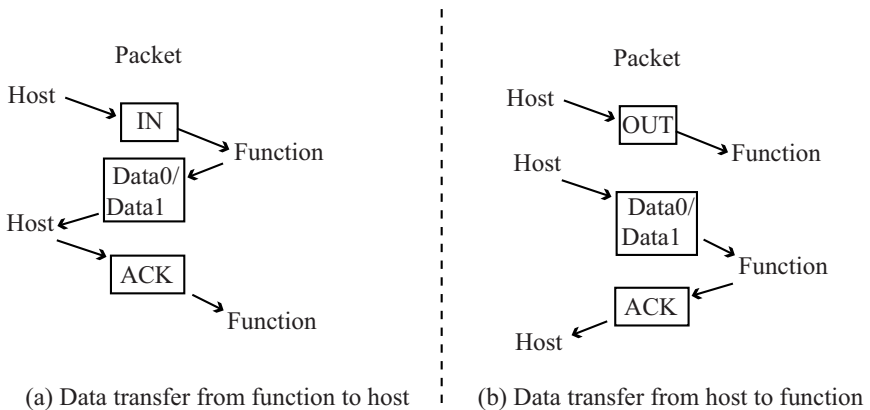 Packet
Host
IN
Function
Data0/
Data1
Host
ACK
Function
(a) Data transfer from function to host
Packet
Host
OUT
Function
Host
Data0/
Data1
Function
ACK
Host
(b) Data transfer from host to function